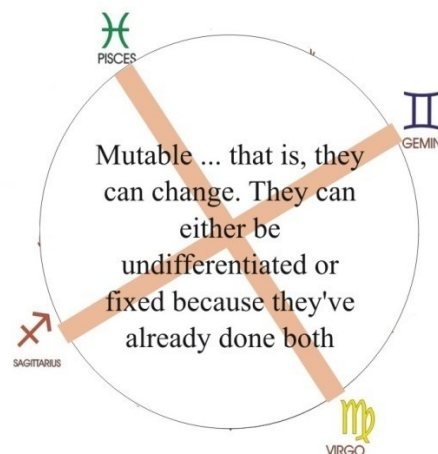 PISCES
GEMIN
Mutable ... that is, they
can change. They can
either be
undifferentiated or
fixed because they've
already done both
SAGITTARIUS
VIRGO